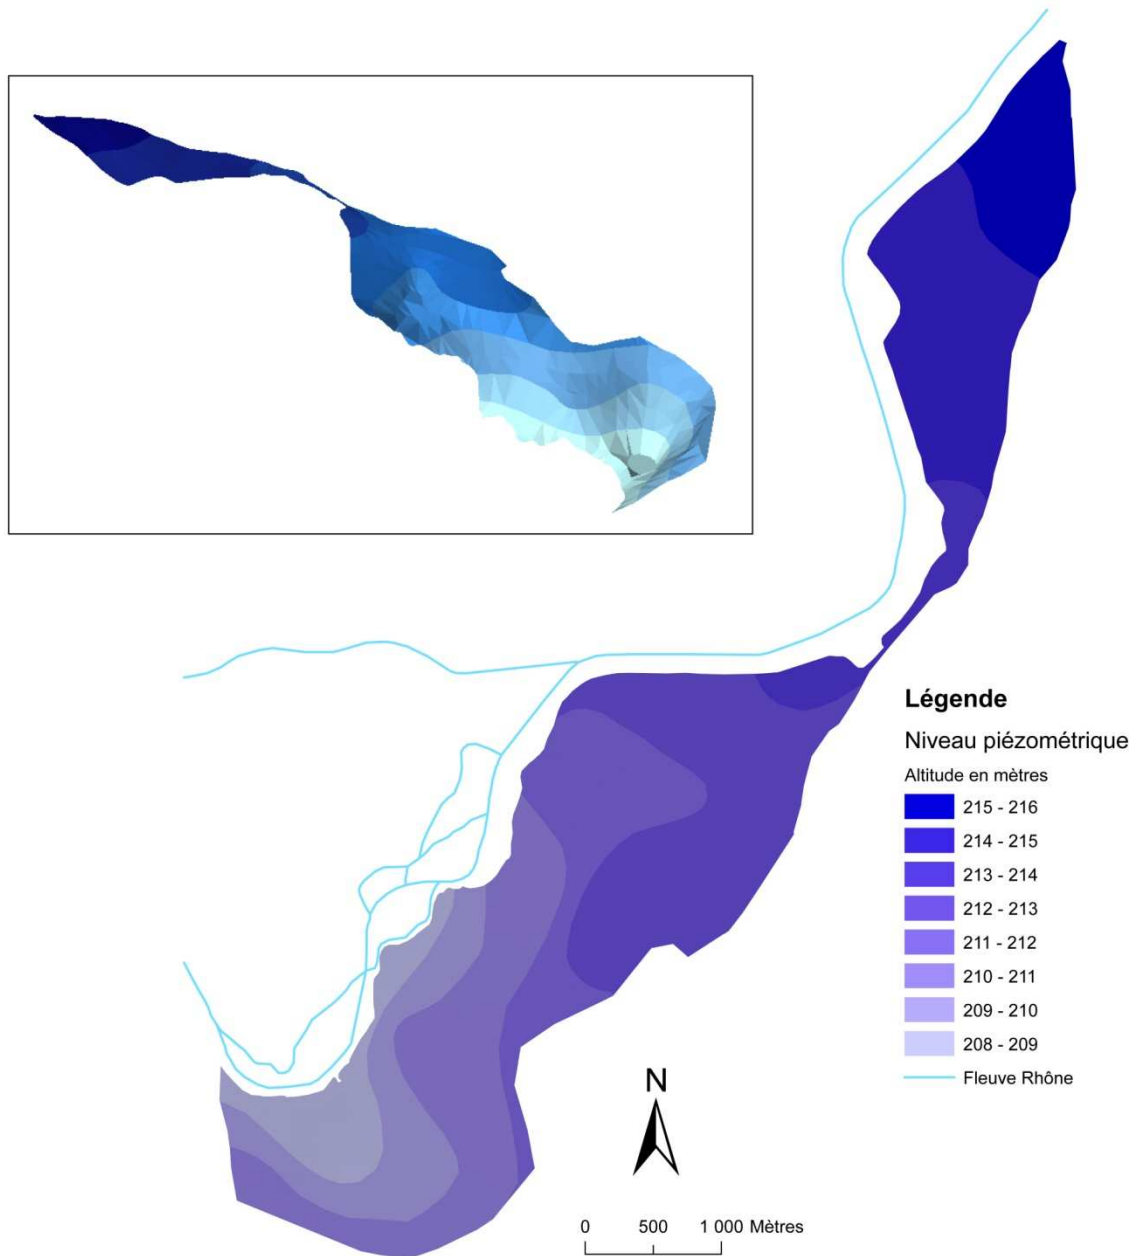 Légende
Niveau piézométrique
Altitude en mètres
215 - 216
214 - 215
213 - 214
212 - 213
211 - 212
210 - 211
209 - 210
208 - 209
Fleuve Rhône
N
0 500 1 000 Mètres